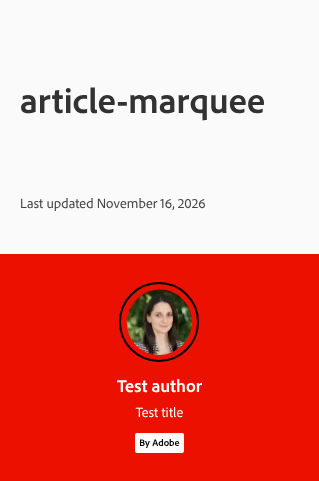 article-marquee
Last updated November 16, 2026
Test author
Test title
By Adobe